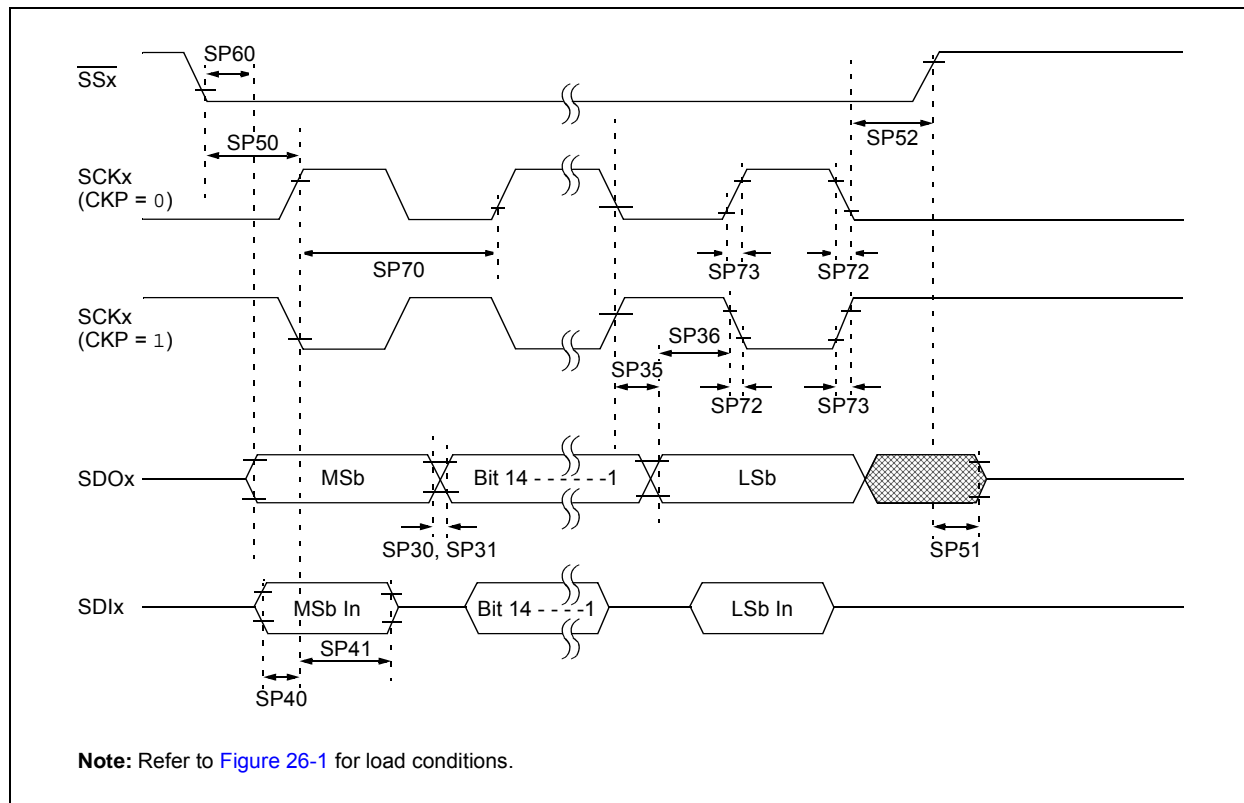 SP60
SSx
SP50
SP52
SCKx
(CKP = 0)
SP70
SP73
SP72
SCKx
(CKP = 1)
SP36
SP35
SP72
SP73
SDOx
MSb
Bit 14 - - - - - -1
LSb
SP30, SP31
SP51
SDIx
MSb In
Bit 14 - - - -1
LSb In
SP41
SP40
Note: Refer to Figure 26-1 for load conditions.